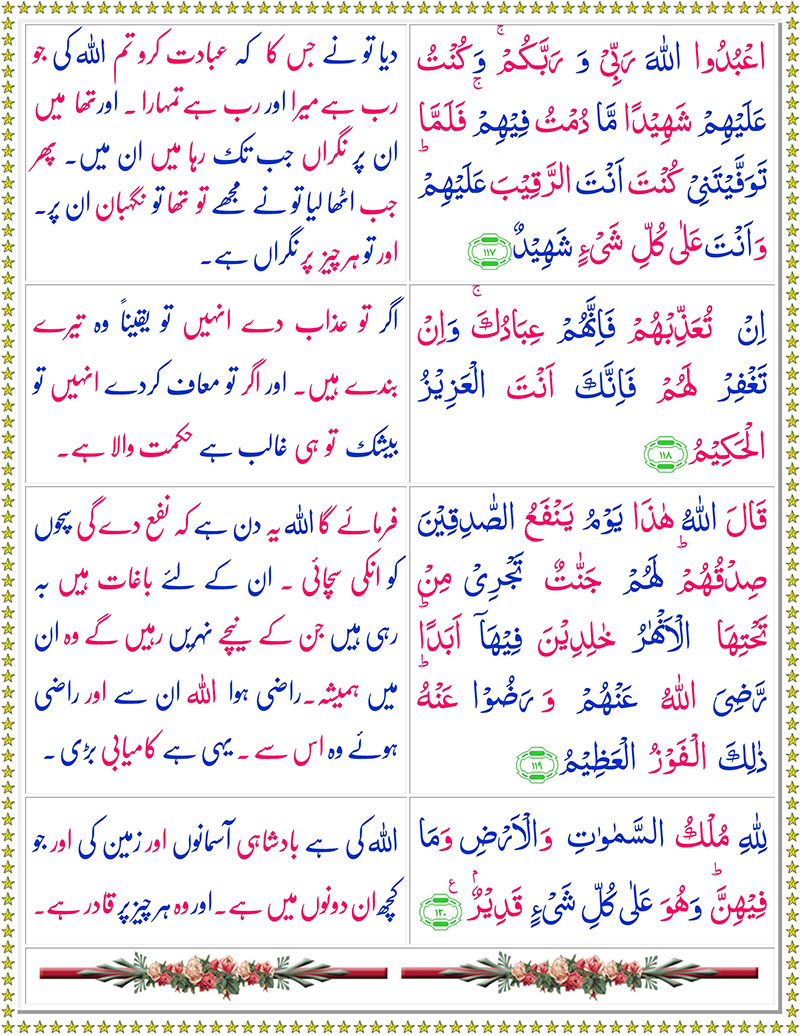 اعْبُدُوا اللّٰهَ رَبِّیْ وَ رَبَّكُمْ ۚ وَ كُنْتُ
عَلَیْهِمْ شَهِیْدًا مَّا دُمْتُ فِیْهِمْ ۚ فَلَمَّا
تَوَفَّیْتَنِیْ كُنْتَ اَنْتَ الرَّقِیْبَ عَلَیْهِمْ ؕ
وَاَنْتَ عَلٰى كُلِّ شَیْءٍ شَهِیْدٌ ۝۱۱۷
دیا تو نے جس کا کہ عبادت کرو تم اللہ کی جو
رب ہے میرا اور رب ہے تمہارا ۔ اورتھا میں
ان پر نگراں جب تک رہا میں ان میں۔ پھر
جب اٹھا لیا تو نے مجھے تو تھا تو نگہبان ان پر۔
اور تو ہر چیز پر نگراں ہے۔
اِنْ تُعَذِّبْهُمْ فَاِنَّهُمْ عِبَادُكَ ۚ وَاِنْ
تَغْفِرْ لَهُمْ فَاِنَّكَ اَنْتَ الْعَزِیْزُ
الْحَكِیْمُ ۝۱۱۸
اگر تو عذاب دے انہیں تو یقیناً وہ تیرے
بندے ہیں۔ اور اگر تو معاف کردے انہیں تو
بیشک تو ہی غالب ہے حکمت والا ہے۔
قَالَ اللّٰهُ هٰذَا یَوْمُ یَنْفَعُ الصّٰدِقِیْنَ
صِدْقُهُمْ ؕ لَهُمْ جَنّٰتٌ تَجْرِیْ مِنْ
تَحْتِهَا الْاَنْهٰرُ خٰلِدِیْنَ فِیْهَاۤ اَبَدًا ؕ
رَّضِیَ اللّٰهُ عَنْهُمْ وَ رَضُوْا عَنْهُ ؕ
ذٰلِكَ الْفَوْزُ الْعَظِیْمُ ۝۱۱۹
فرمائے گا اللہ یہ دن ہے کہ نفع دے گی سچوں
کو انکی سچائی ۔ ان کے لئے باغات ہیں بہ
رہی ہیں جن کے نیچے نہریں رہیں گے وہ ان
میں ہمیشہ۔ راضی ہوا اللہ ان سے اور راضی
ہوئے وہ اس سے ۔ یہی ہے کامیابی بڑی ۔
لِلّٰهِ مُلْكُ السَّمٰوٰتِ وَالْاَرْضِ وَمَا
فِیْهِنَّ ؕ وَهُوَ عَلٰى كُلِّ شَیْءٍ قَدِیْرٌ ۝۱۲۰ ع
اللہ کی ہے بادشاہی آسمانوں اور زمین کی اور جو
کچھ ان دونوں میں ہے۔ اور وہ ہر چیز پر قادر ہے۔